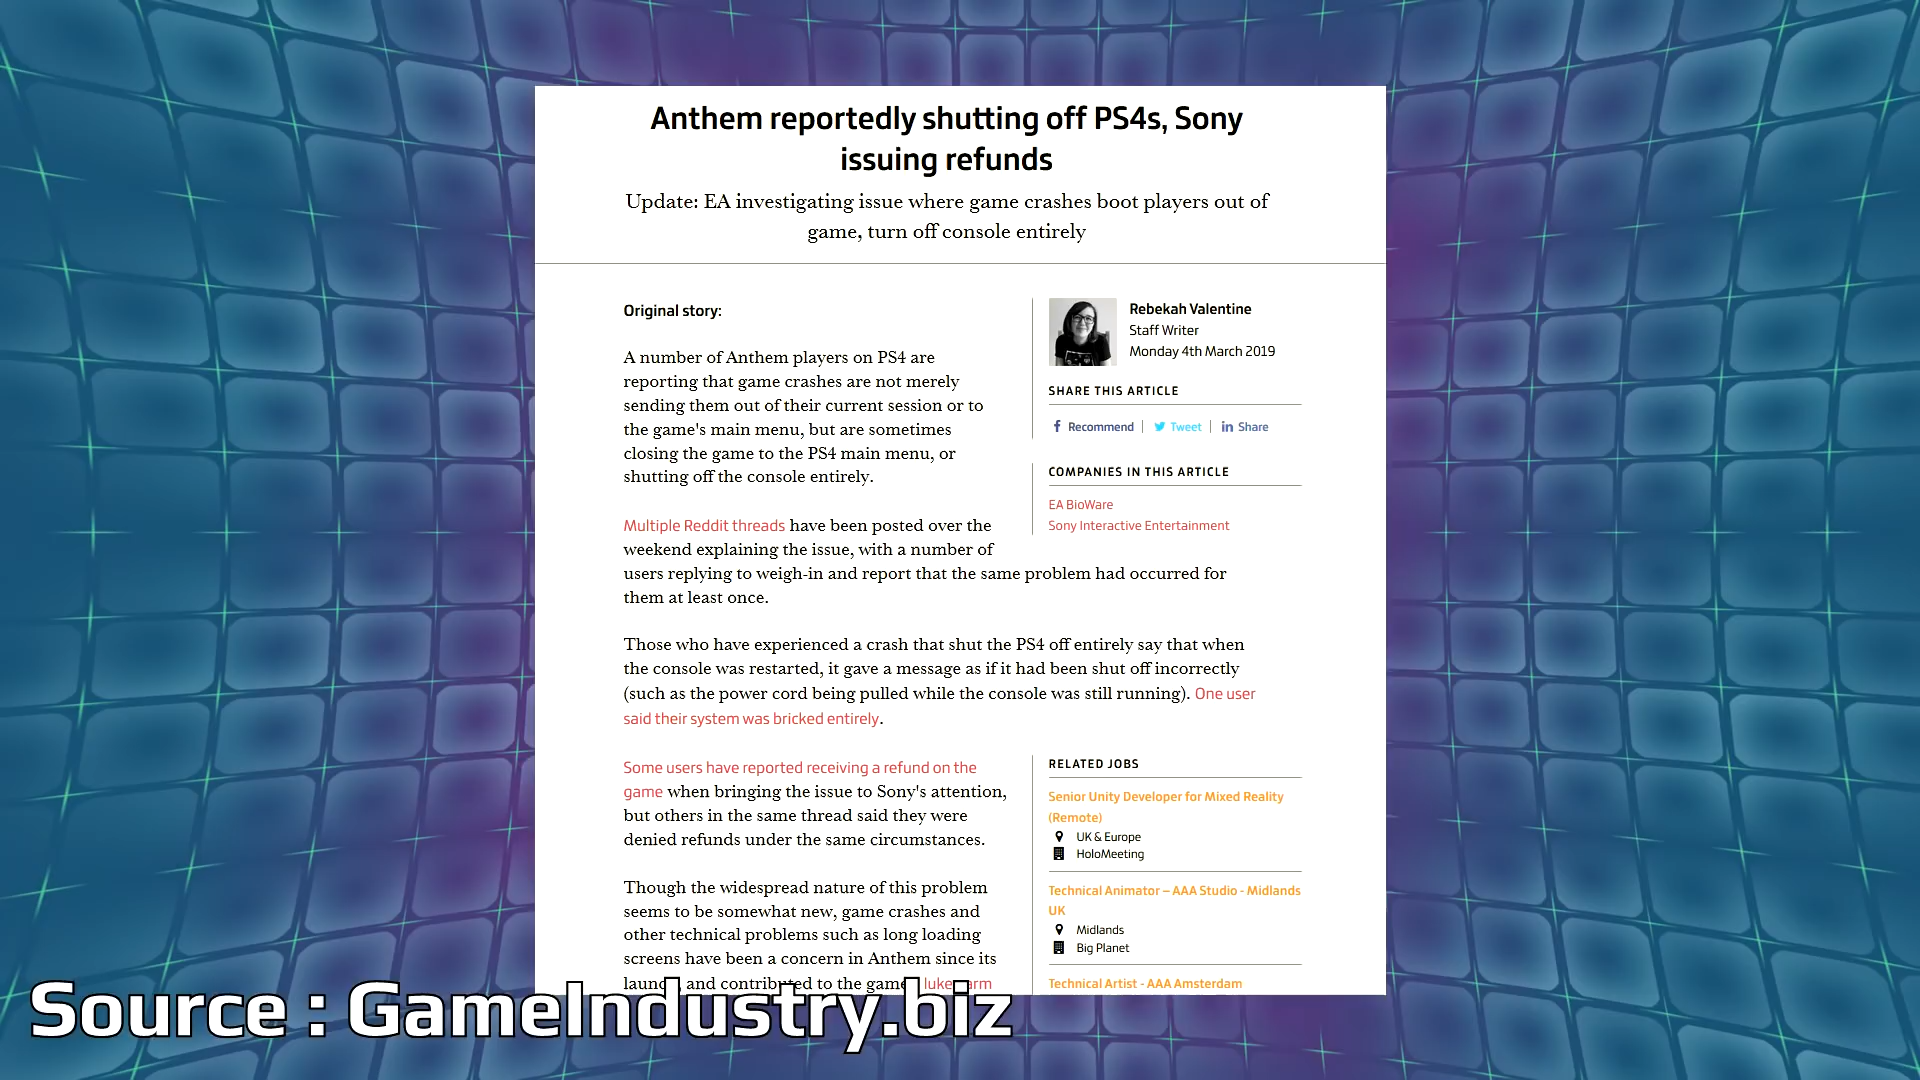 Anthem reportedly shutting off PS4s, Sony
issuing refunds
Update: EA investigating issue where game crashes boot players out of
game, turn off console entirely
Original story:
A number of Anthem players on PS4 are
reporting that game crashes are not merely
sending them out of their current session or to
the game's main menu, but are sometimes
closing the game to the PS4 main menu, or
shutting off the console entirely.
Multiple Reddit threads have been posted over the
weekend explaining the issue, with a number of
users replying to weigh-in and report that the same problem had occurred for
them at least once.
Those who have experienced a crash that shut the PS4 off entirely say that when
the console was restarted, it gave a message as if it had been shut off incorrectly
(such as the power cord being pulled while the console was still running). One user
said their system was bricked entirely.
Some users have reported receiving a refund on the
game when bringing the issue to Sony's attention,
but others in the same thread said they were
denied refunds under the same circumstances.
Though the widespread nature of this problem
seems to be somewhat new, game crashes and
other technical problems such as long loading
screens have been a concern in Anthem since its
and contributed to the
Rebekah Valentine
Staff Writer
Monday 4th March 2019
SHARE THIS ARTICLE
Recommend | Tweet | in Share
COMPANIES IN THIS ARTICLE
EA BioWare
Sony Interactive Entertainment
RELATED JOBS
Senior Unity Developer for Mixed Reality
(Remote)
UK & Europe
HoloMeeting
Technical Animator – AAA Studio - Midlands
UK
Midlands
Big Planet
Technical Artist - AAA Amsterdam
Source : GameIndustry.biz